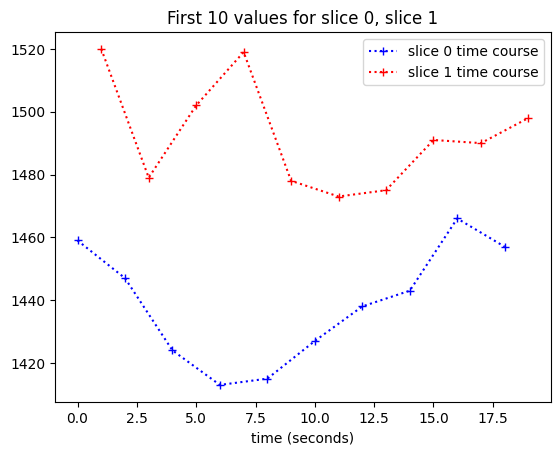 First 10 values for slice 0, slice 1
slice 0 time course
slice 1 time course
1520
1500
1480
1460
1440
1420
0.0 2.5 5.0 7.5 10.0 12.5 15.0 17.5
time (seconds)